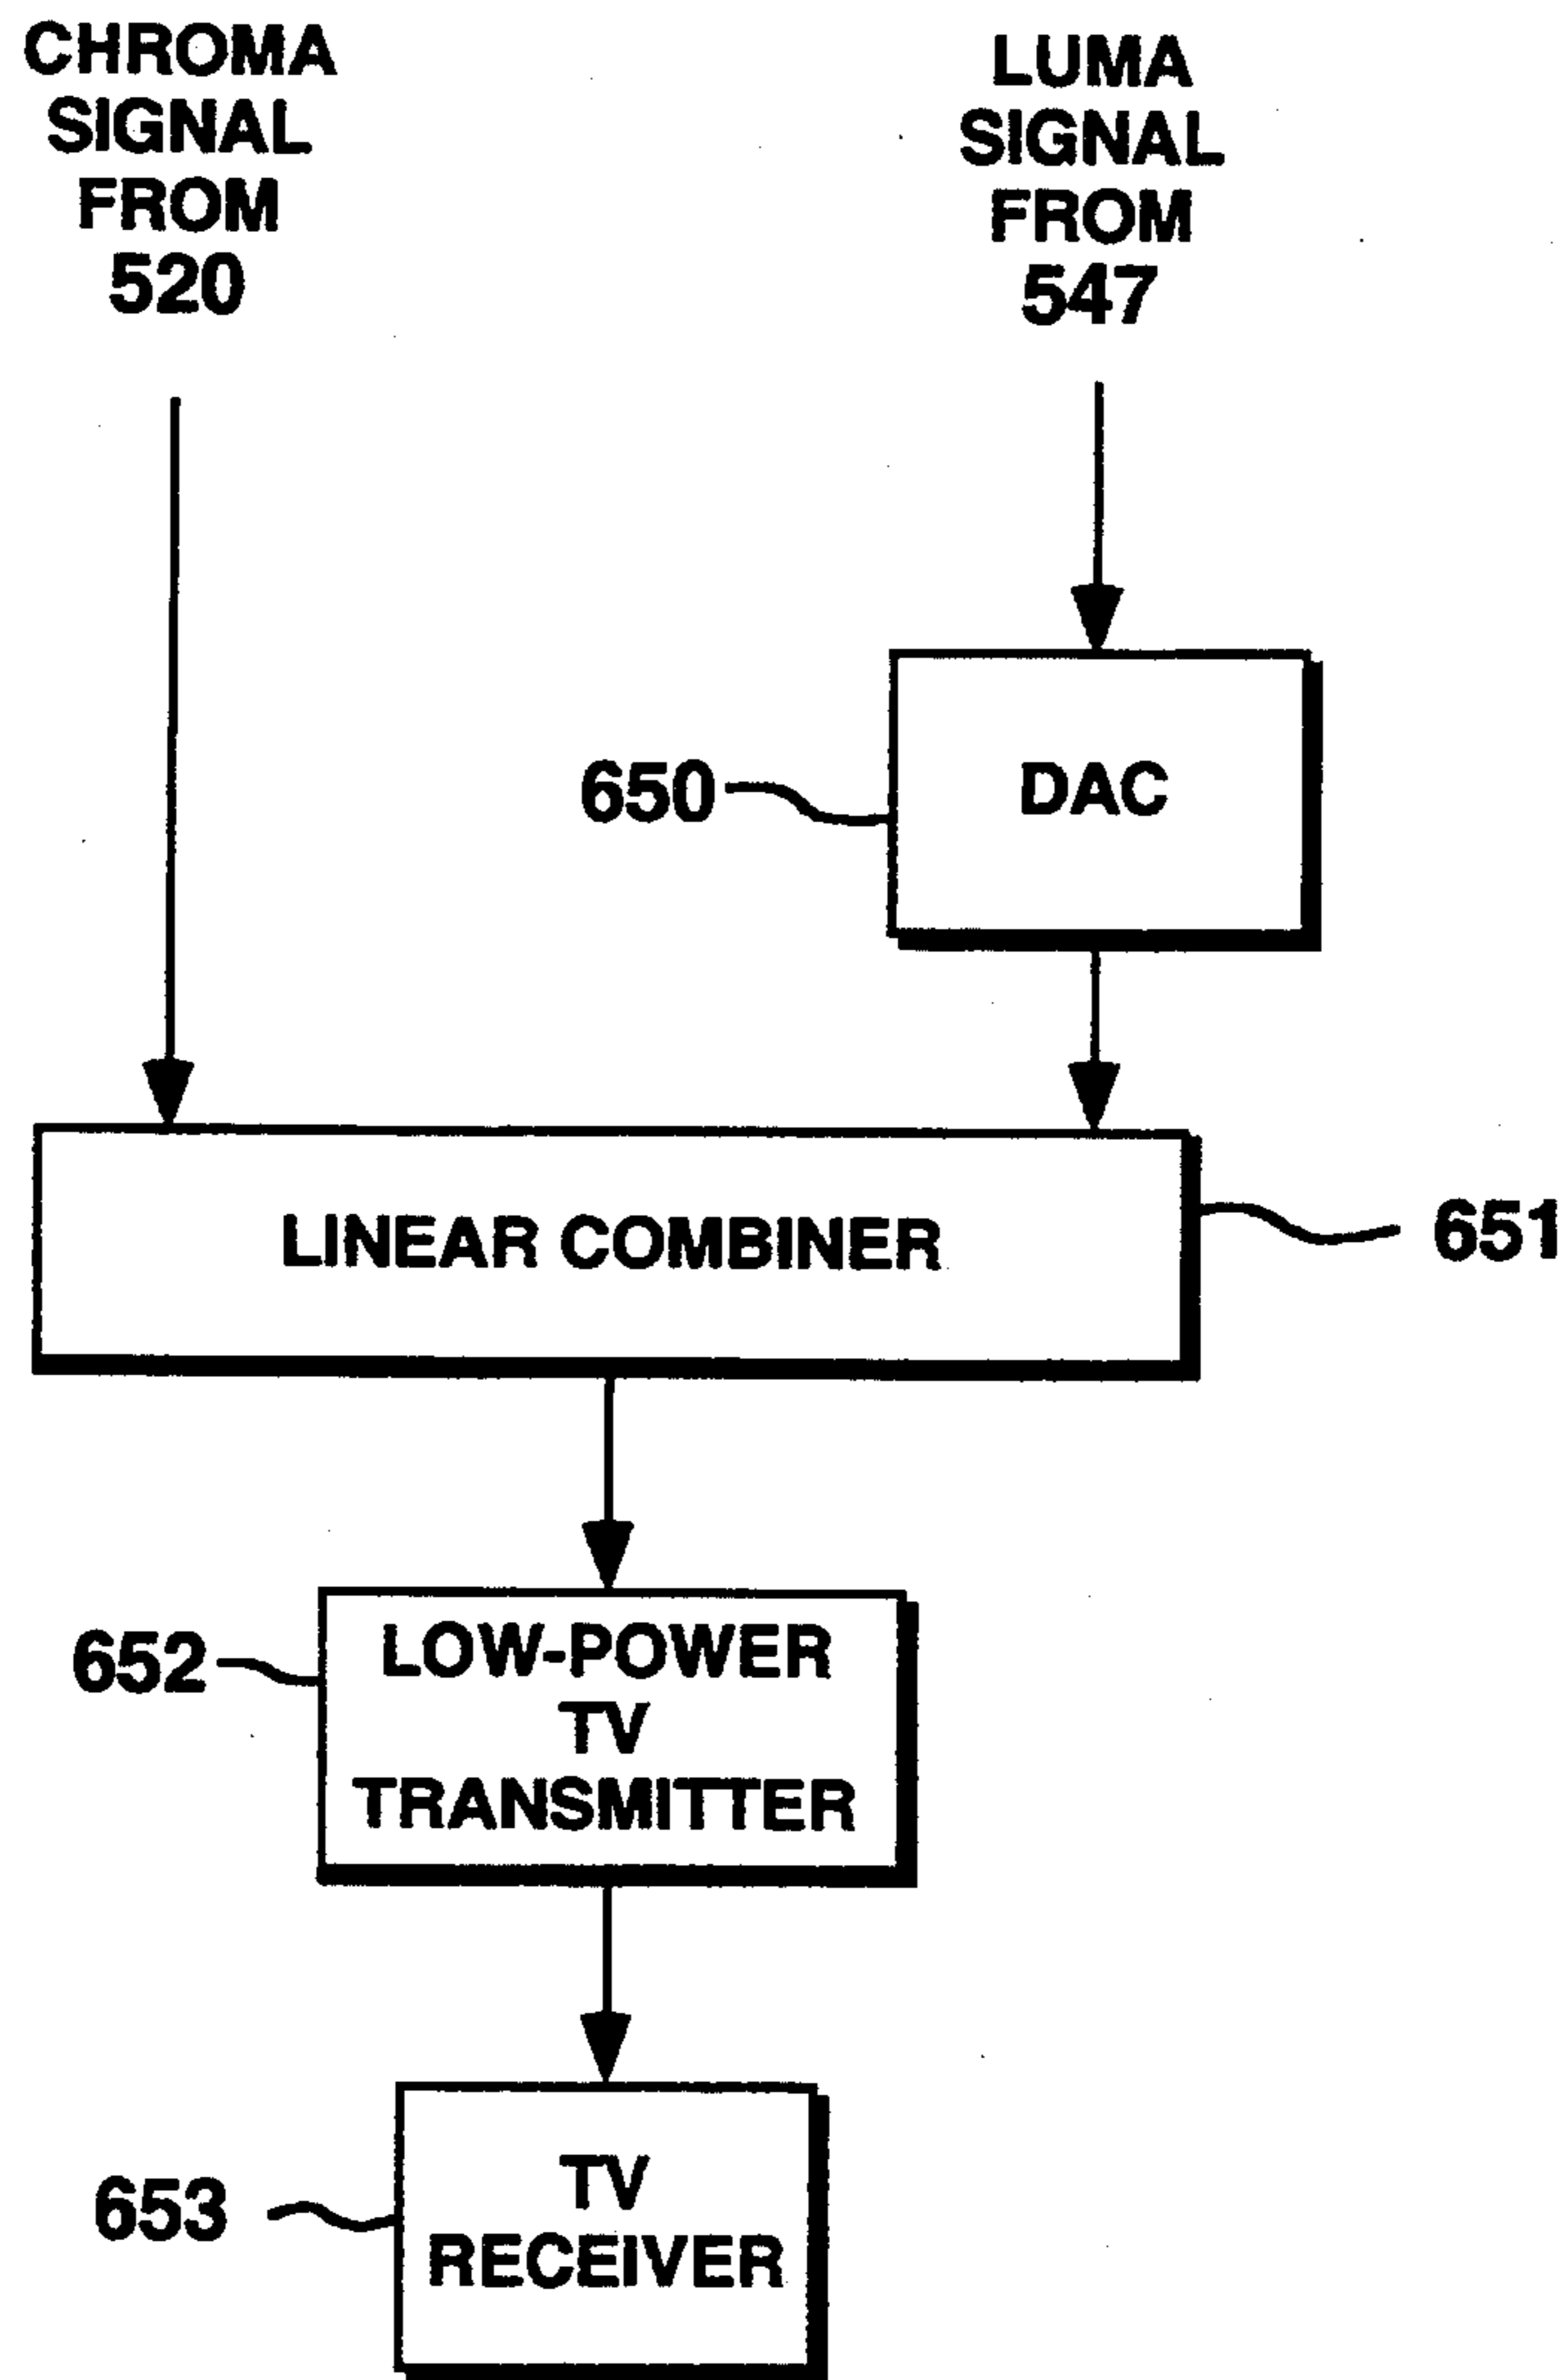 CHROMA
SIGNAL
FROM
520
LUMA
SIGNAL
FROM
547
650
DAC
LINEAR COMBINER
651
652
LOW-POWER
TV
TRANSMITTER
653
TV
RECEIVER